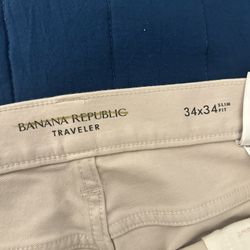 BANANA REPUBLIC
TRAVELER
34x34 SLIM FIT